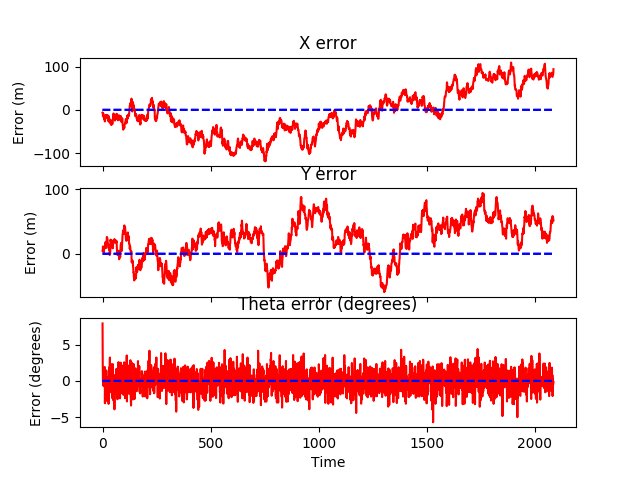 X error
Error (m)
100
0
−100
Y error
Error (m)
100
0
Theta error (degrees)
Error (degrees)
5
0
−5
0 500 1000 1500 2000
Time